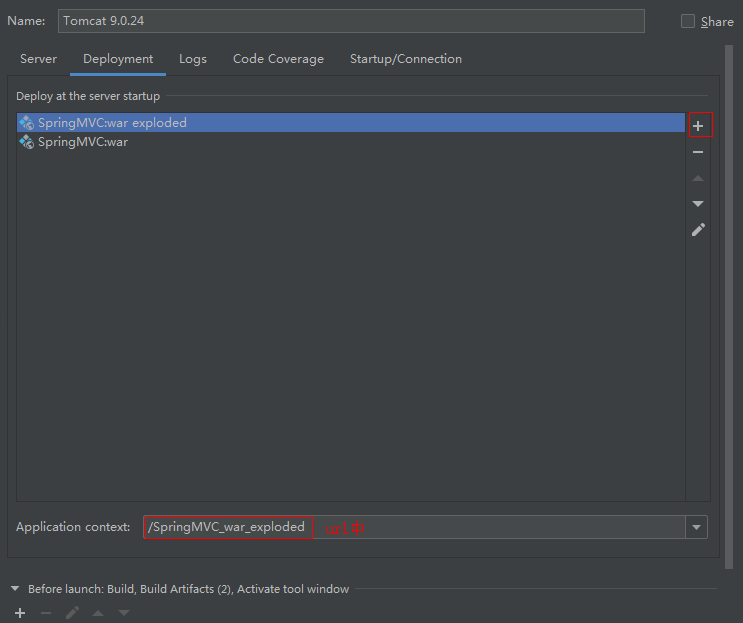 Name: Tomcat 9.0.24 Share
Server Deployment Logs Code Coverage Startup/Connection
Deploy at the server startup
SpringMVC:war exploded
SpringMVC:war
Application context: /SpringMVC_war_exploded
Before launch: Build, Build Artifacts (2), Activate tool window